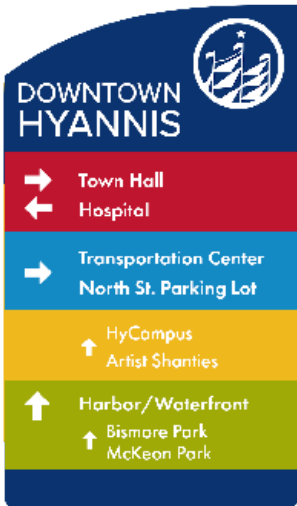 DOWNTOWN
HYANNIS
→ Town Hall
← Hospital
→ Transportation Center
North St. Parking Lot
↑ HyCampus
Artist Shanties
↑ Harbor/Waterfront
↑ Bismore Park
McKeon Park